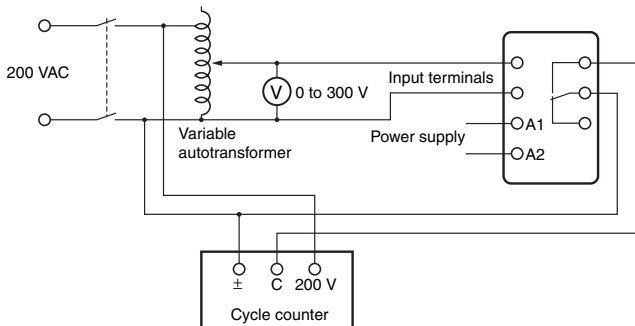 200 VAC
V
0 to 300 V
Input terminals
Variable
autotransformer
Power supply
A1
A2
± C 200 V
Cycle counter